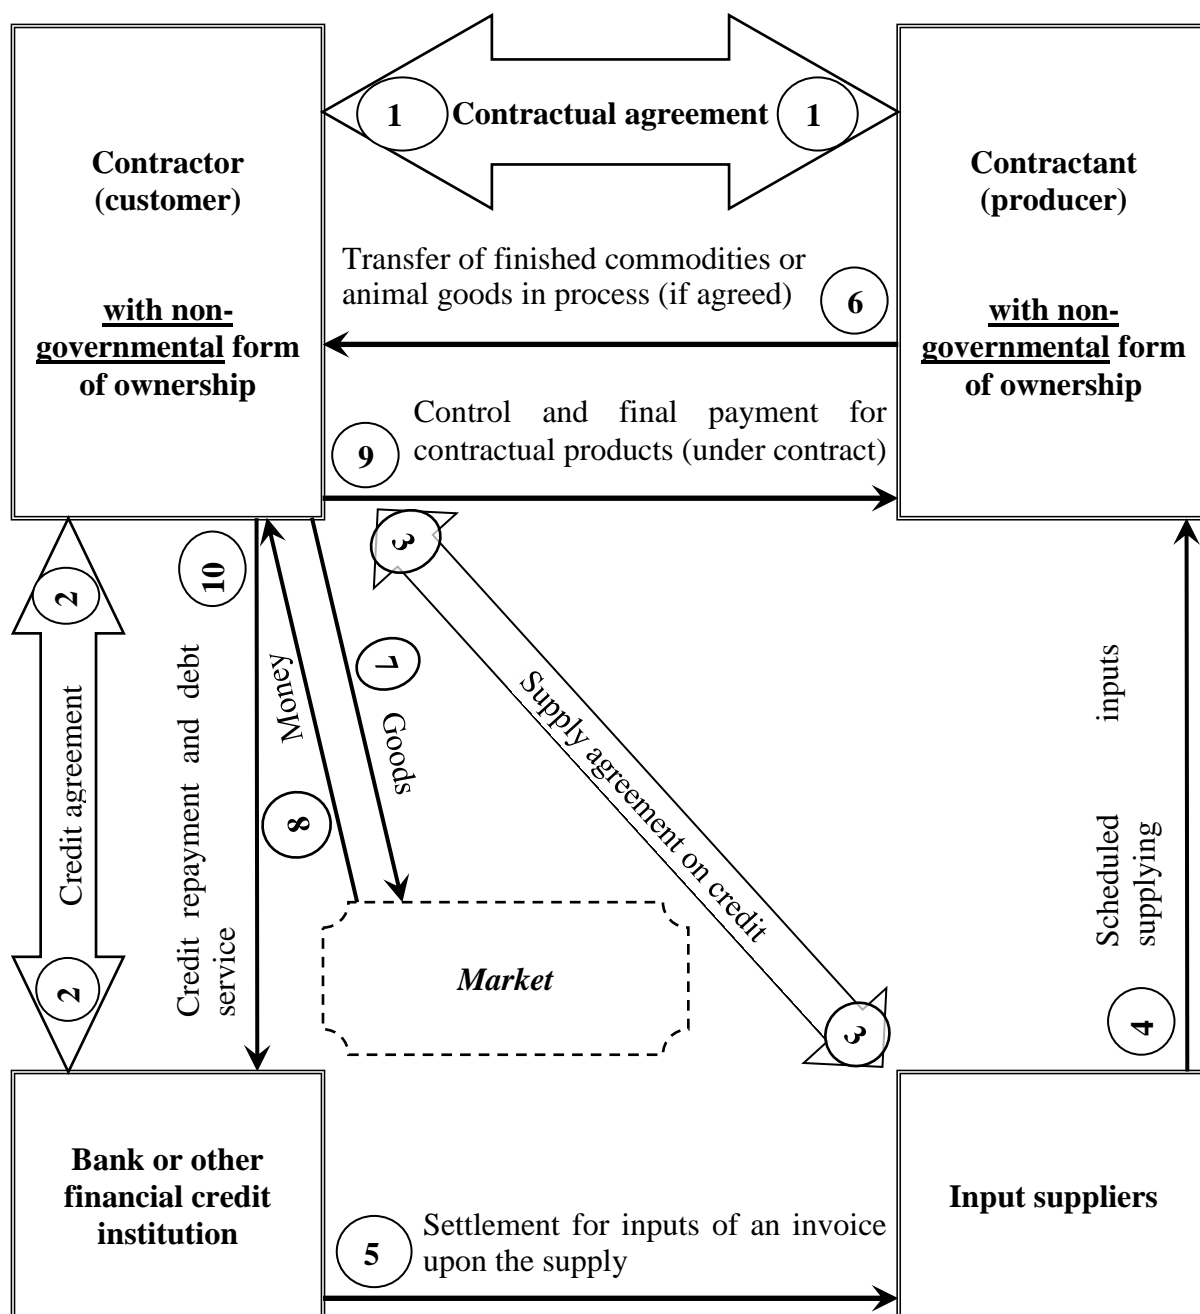 1
Contractual agreement
1
Contractor
(customer)
with non-
governmental form
of ownership
Contractant
(producer)
with non-
governmental form
of ownership
Transfer of finished commodities or
animal goods in process (if agreed)
6
9
Control and final payment for
contractual products (under contract)
2
Credit agreement
2
10
Credit repayment and debt
service
Money
8
7
Goods
3
Supply agreement on credit
3
Scheduled inputs
supplying
4
Market
Bank or other
financial credit
institution
5
Settlement for inputs of an invoice
upon the supply
Input suppliers